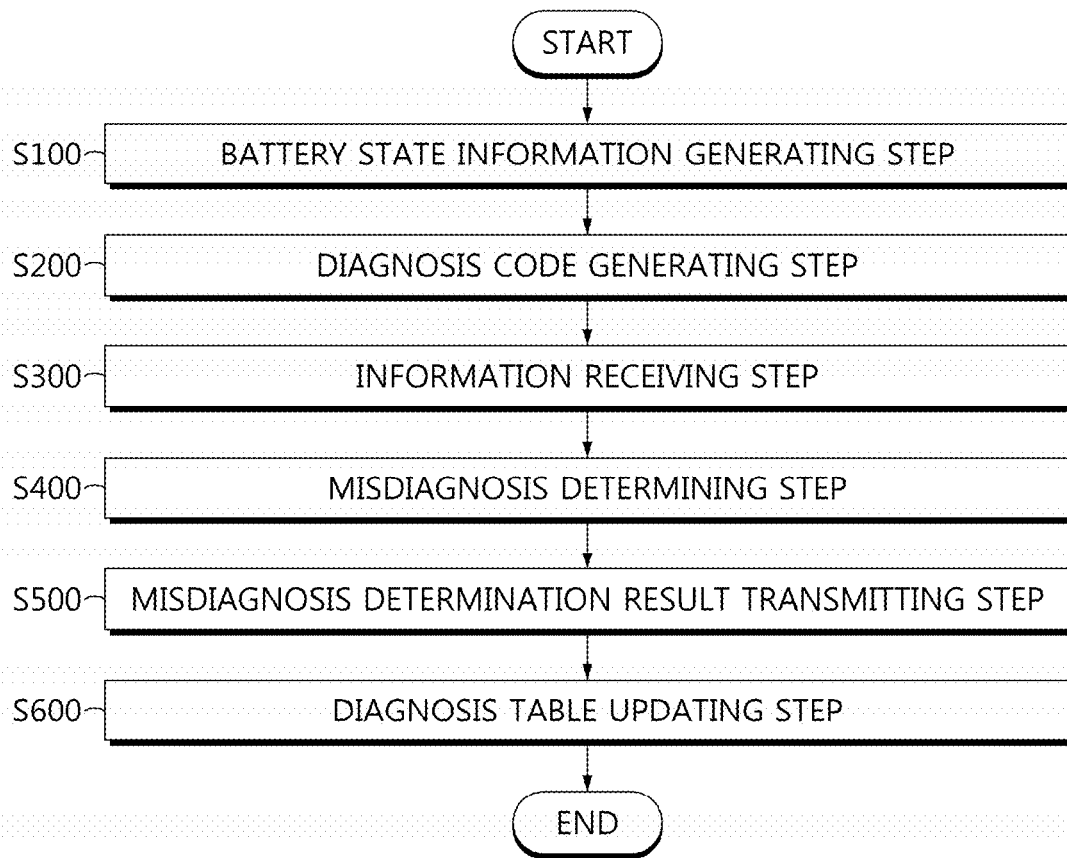 START
S100 BATTERY STATE INFORMATION GENERATING STEP
S200 DIAGNOSIS CODE GENERATING STEP
S300 INFORMATION RECEIVING STEP
S400 MISDIAGNOSIS DETERMINING STEP
S500 MISDIAGNOSIS DETERMINATION RESULT TRANSMITTING STEP
S600 DIAGNOSIS TABLE UPDATING STEP
END